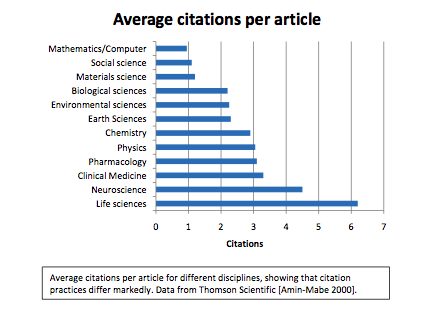 Average citations per article
Mathematics/Computer
Social science
Materials science
Biological sciences
Environmental sciences
Earth Sciences
Chemistry
Physics
Pharmacology
Clinical Medicine
Neuroscience
Life sciences
0 1 2 3 4 5 6 7
Citations
Average citations per article for different disciplines, showing that citation
practices differ markedly. Data from Thomson Scientific [Amin-Mabe 2000].